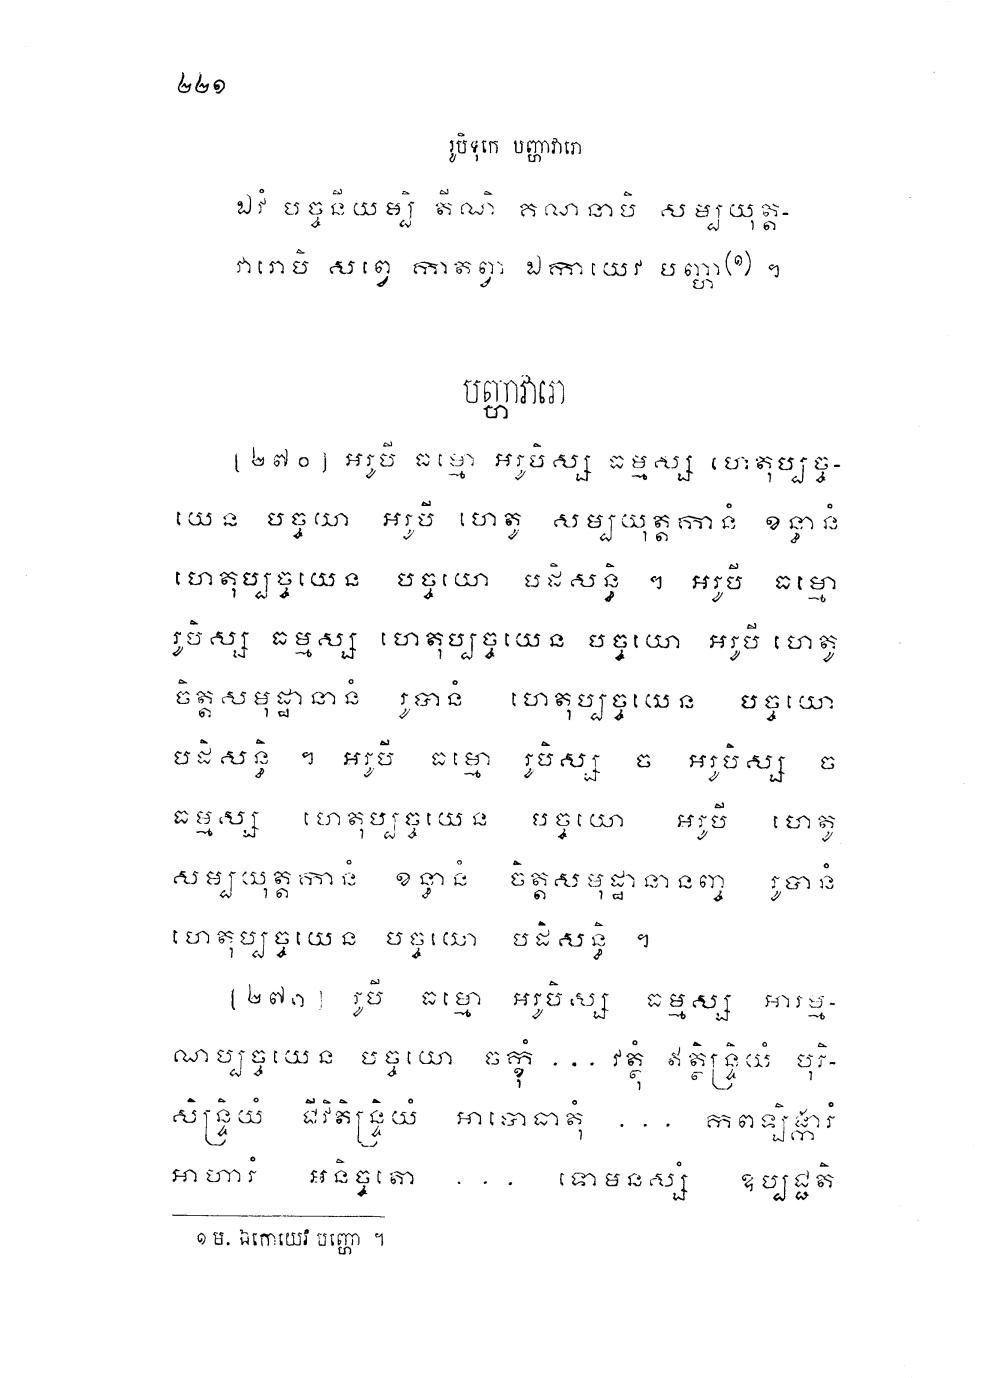 ២២១
រូបីទុកេ បញ្ហាវារោ
ឯវំ បច្ចនីយម្បិ តីណិ គណនាបិ សម្បយុត្ត-
វារោបិ សព្វេ កាតព្វា ឯកាយេវ បញ្ហា(១) ។
បញ្ហាវារោ
[២៧០] អរូបី ធម្មោ អរូបិស្ស ធម្មស្ស ហេតុប្បច្ច-
យេន បច្ចយោ អរូបី ហេតូ សម្បយុត្តកានំ ខន្ធានំ
ហេតុប្បច្ចយេន បច្ចយោ បដិសន្ធិ ។ អរូបី ធម្មោ
រូបិស្ស ធម្មស្ស ហេតុប្បច្ចយេន បច្ចយោ អរូបី ហេតូ
ចិត្តសមុដ្ឋានានំ រូបានំ ហេតុប្បច្ចយេន បច្ចយោ
បដិសន្ធិ ។ អរូបី ធម្មោ រូបិស្ស ច អរូបិស្ស ច
ធម្មស្ស ហេតុប្បច្ចយេន បច្ចយោ អរូបី ហេតូ
សម្បយុត្តកានំ ខន្ធានំ ចិត្តសមុដ្ឋានានញ្ច រូបានំ
ហេតុប្បច្ចយេន បច្ចយោ បដិសន្ធិ ។
[២៧១] រូបី ធម្មោ អរូបិស្ស ធម្មស្ស អារម្ម-
ណប្បច្ចយេន បច្ចយោ ចក្ខុំ ... វត្ថុំ ឥត្ថិន្ទ្រិយំ បុរិ-
សិន្ទ្រិយំ ជីវិតិន្ទ្រិយំ អាបោធាតុំ ... កពឡិង្ការំ
អាហារំ អនិច្ចតោ ... ទោមនស្សំ ឧប្បជ្ជតិ
១ ម. ឯកោយេវ បញ្ហោ ។